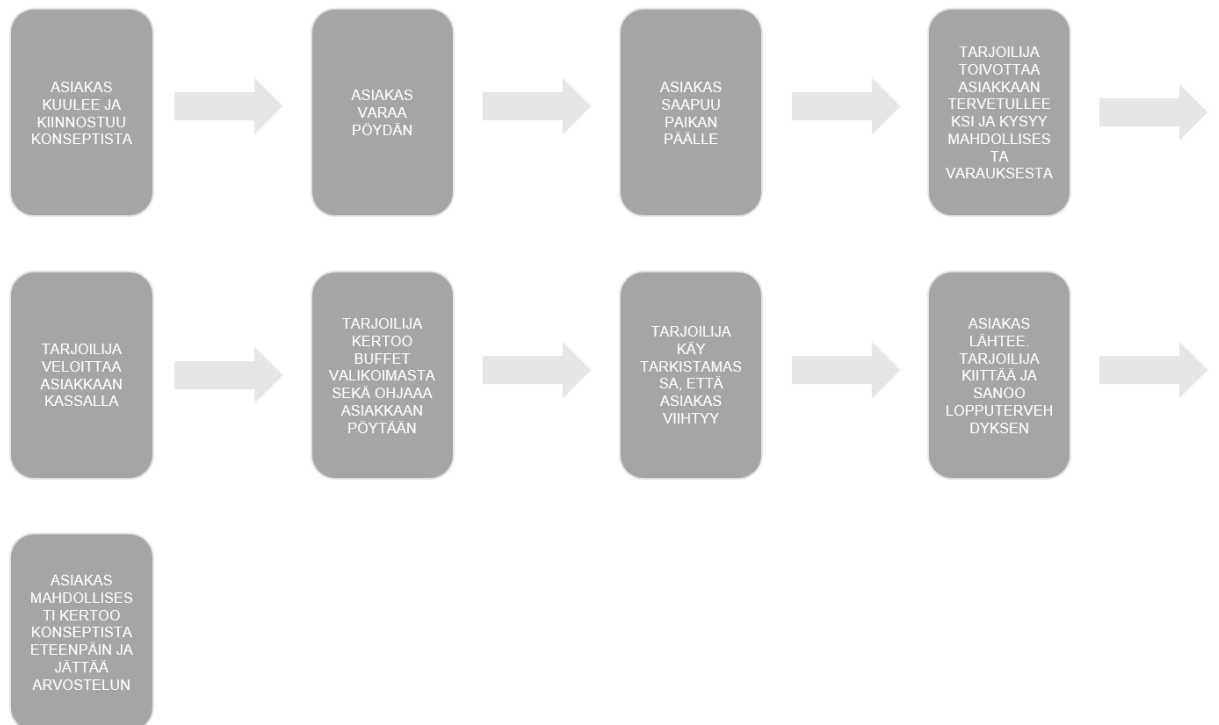 ASIAKAS
KUULEE JA
KIINNOSTUU
KONSEPTISTA
ASIAKAS
VARAA
PÖYDÄN
ASIAKAS
SAAPUU
PAIKAN
PÄÄLLE
TARJOILIJA
TOIVOTTAA
ASIAKKAAN
TERVETULLEE
KSI JA KYSYY
MAHDOLLISES
TA
VARAUKSESTA
TARJOILIJA
VELOITTAA
ASIAKKAAN
KASSALLA
TARJOILIJA
KERTOO
BUFFET
VALIKOIMASTA
SEKÄ OHJAAA
ASIAKKAAN
PÖYTÄÄN
TARJOILIJA
KÄY
TARKISTAMAS
SA, ETTÄ
ASIAKAS
VIIHTYY
ASIAKAS
LÄHTEE.
TARJOILIJA
KIITTÄÄ JA
SANOO
LOPPUTERVEH
DYKSEN
ASIAKAS
MAHDOLLISES
TI KERTOO
KONSEPTISTA
ETEENPÄIN JA
JÄTTÄÄ
ARVOSTELUN